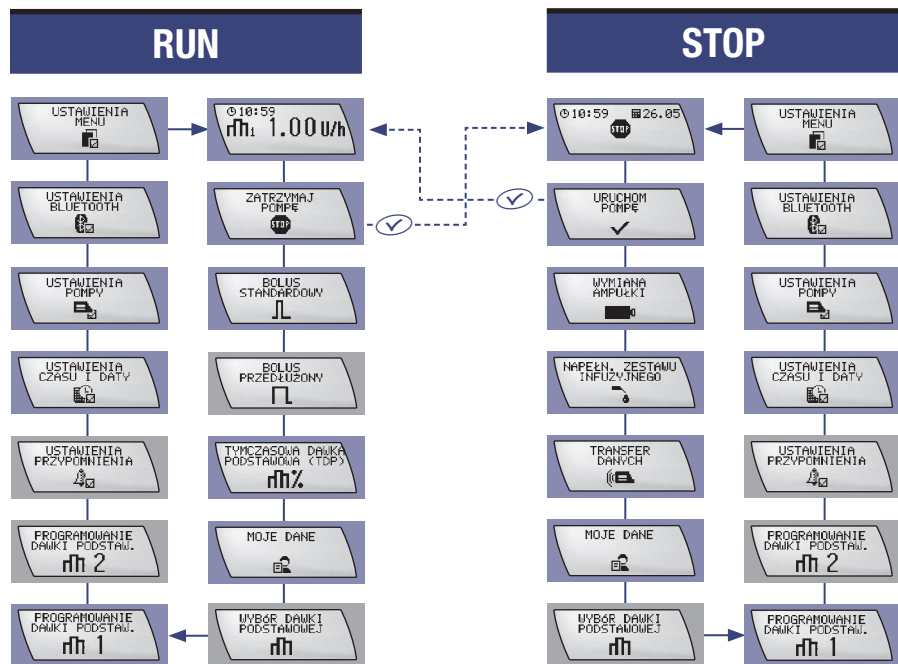 RUN
STOP
USTAWIENIA
MENU
10:59
1 1.00 U/h
USTAWIENIA
BLUETOOTH
ZATRZYMAJ
POMPĘ
STOP
USTAWIENIA
POMPY
BOLUS
STANDARDOWY
USTAWIENIA
CZASU I DATY
BOLUS
PRZEDŁUŻONY
USTAWIENIA
PRZYPOMNIENIA
TYMCZASOWA DAWKA
PODSTAWOWA (TDP)
%
PROGRAMOWANIE
DAWKI PODSTAW.
2
MOJE DANE
PROGRAMOWANIE
DAWKI PODSTAW.
1
WYBÓR DAWKI
PODSTAWOWEJ
10:59 26.05
STOP
USTAWIENIA
MENU
URUCHOM
POMPĘ
USTAWIENIA
BLUETOOTH
WYMIANA
AMPUŁKI
USTAWIENIA
POMPY
NAPEŁN. ZESTAWU
INFUZYJNEGO
USTAWIENIA
CZASU I DATY
TRANSFER
DANYCH
USTAWIENIA
PRZYPOMNIENIA
MOJE DANE
PROGRAMOWANIE
DAWKI PODSTAW.
2
WYBÓR DAWKI
PODSTAWOWEJ
PROGRAMOWANIE
DAWKI PODSTAW.
1